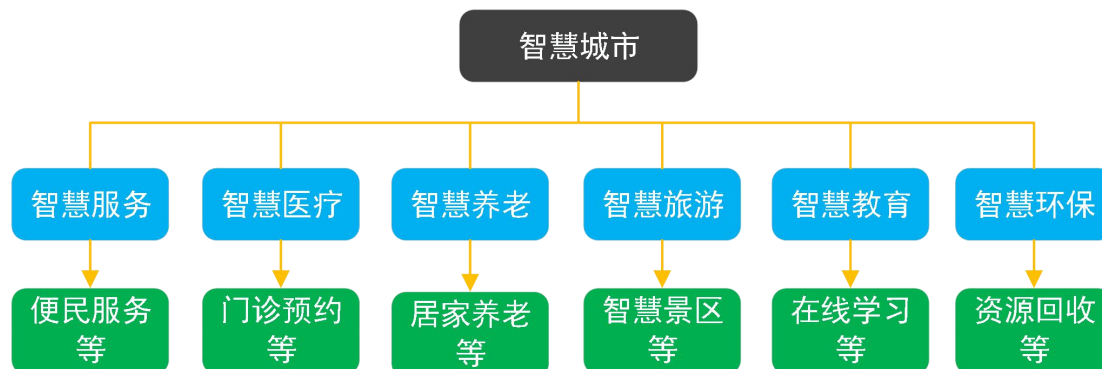 智慧城市
智慧服务
智慧医疗
智慧养老
智慧旅游
智慧教育
智慧环保
便民服务
等
门诊预约
等
居家养老
等
智慧景区
等
在线学习
等
资源回收
等